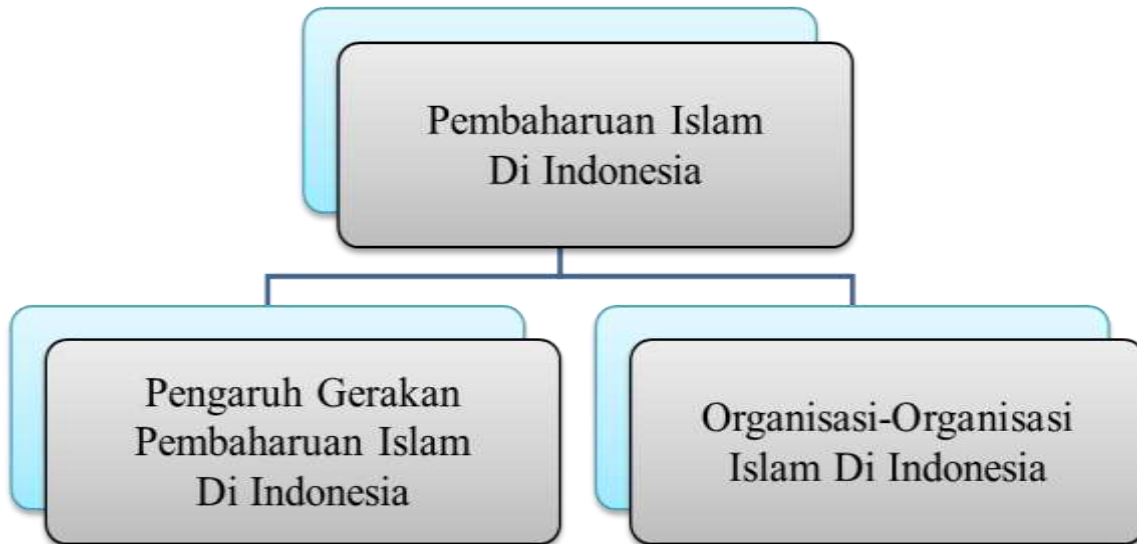 Pembaharuan Islam
Di Indonesia
Pengaruh Gerakan
Pembaharuan Islam
Di Indonesia
Organisasi-Organisasi
Islam Di Indonesia